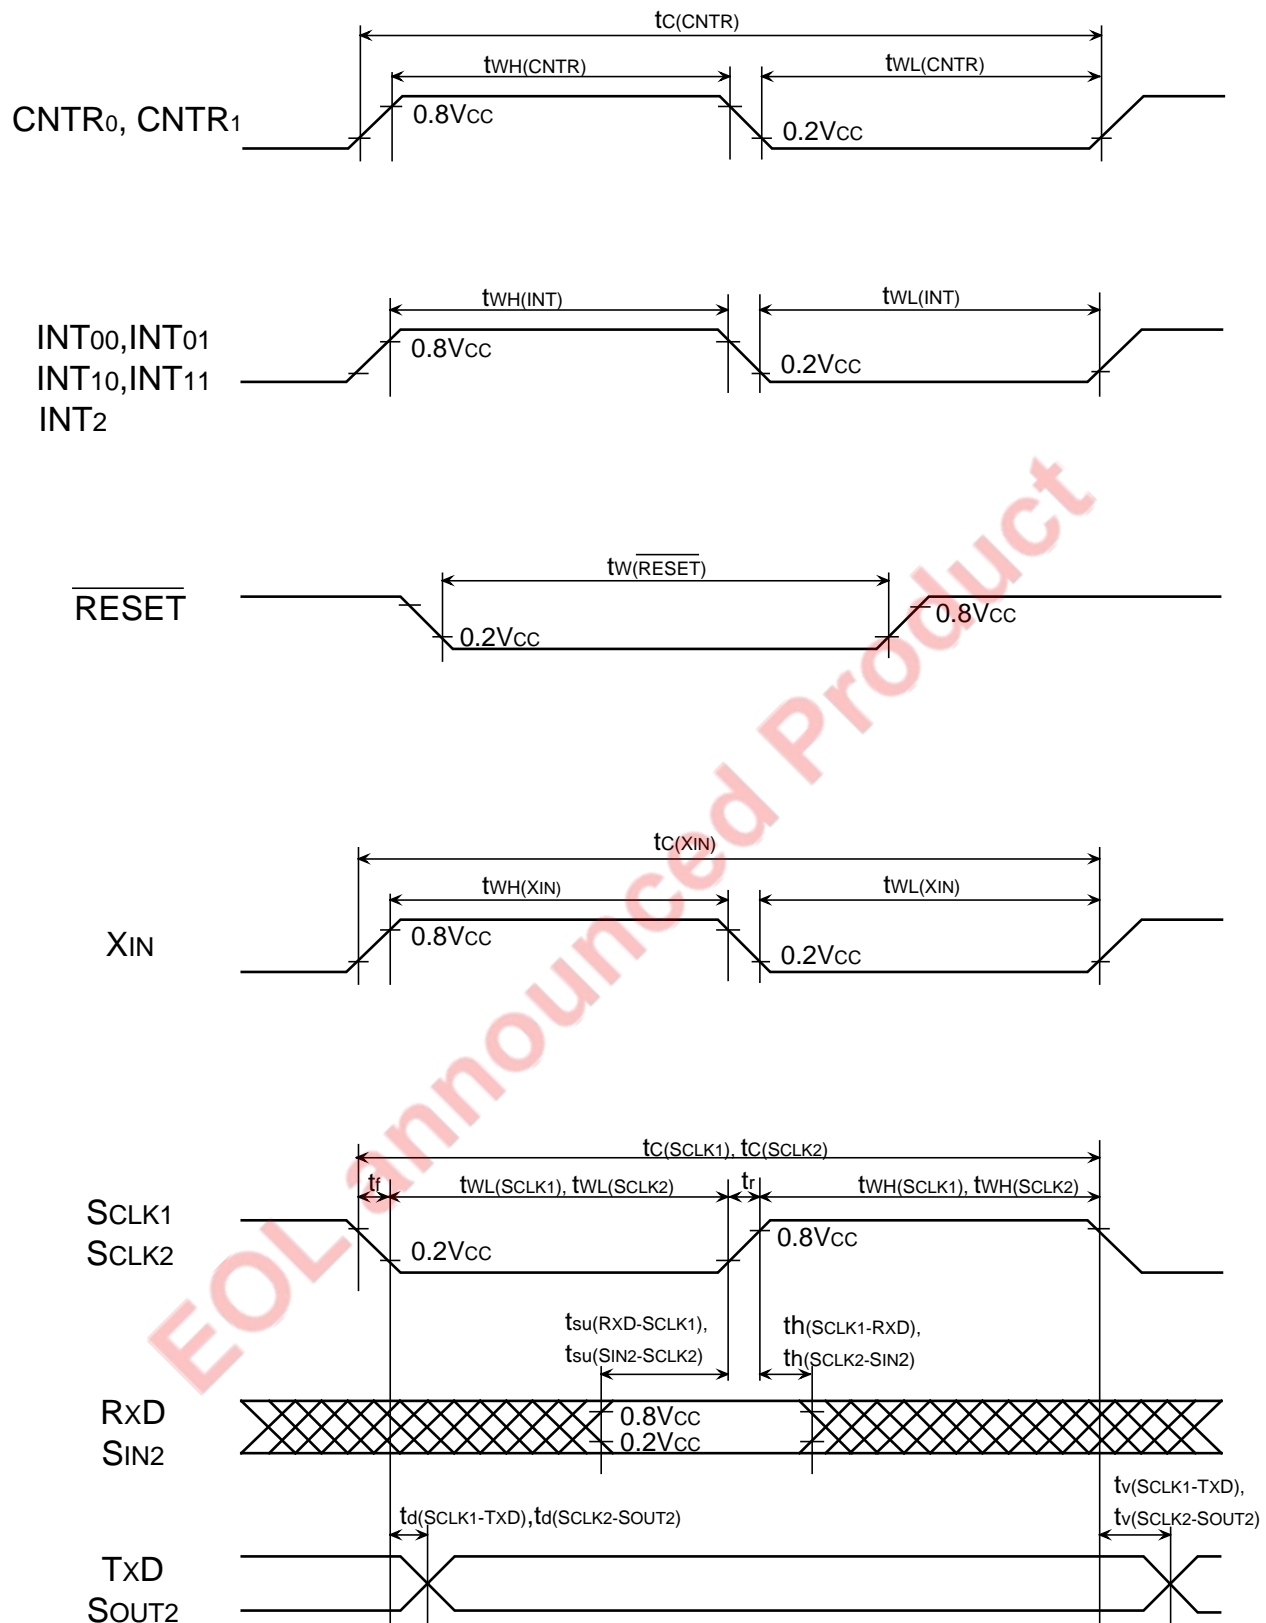 tC(CNTR)
tWH(CNTR)
tWL(CNTR)
CNTR0, CNTR1
0.8VCC
0.2VCC
tWH(INT)
tWL(INT)
INT00,INT01
INT10,INT11
INT2
0.8VCC
0.2VCC
tW(RESET)
RESET
0.2VCC
0.8VCC
tC(XIN)
tWH(XIN)
tWL(XIN)
XIN
0.8VCC
0.2VCC
tC(SCLK1), tC(SCLK2)
tf
tWL(SCLK1), tWL(SCLK2)
tr
tWH(SCLK1), tWH(SCLK2)
SCLK1
SCLK2
0.2VCC
0.8VCC
tsu(RXD-SCLK1),
tsu(SIN2-SCLK2)
th(SCLK1-RXD),
th(SCLK2-SIN2)
RXD
SIN2
0.8VCC
0.2VCC
td(SCLK1-TXD),td(SCLK2-SOUT2)
tv(SCLK1-TXD),
tv(SCLK2-SOUT2)
TXD
SOUT2
EOL announced Product